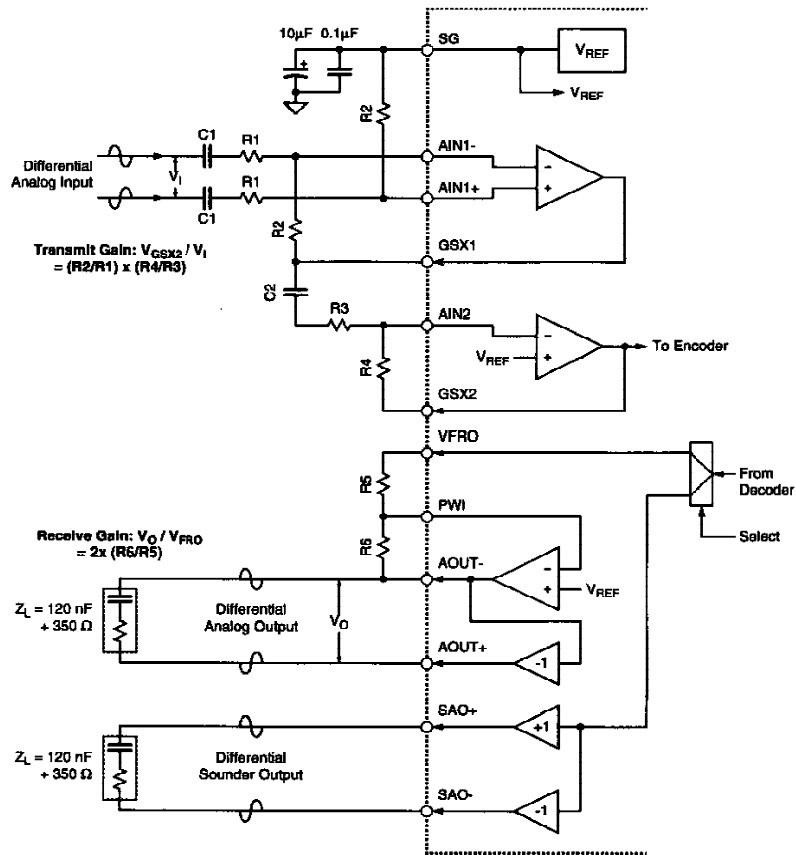 10µF 0.1µF
SG
VREF
VREF
R2
C1
R1
AIN1-
Differential
Analog Input
VI
R1
AIN1+
C1
-
+
R2
GSX1
Transmit Gain: VGSX2 / VI
= (R2/R1) x (R4/R3)
C2
R3
AIN2
-
VREF
+
To Encoder
R4
GSX2
VFRO
R5
From
Decoder
PWI
Select
Receive Gain: VO / VFRO
= 2x (R6/R5)
R6
AOUT-
-
+
VREF
ZL = 120 nF
+ 350 Ω
Differential
Analog Output
VO
AOUT+
-1
SAO+
+1
ZL = 120 nF
+ 350 Ω
Differential
Sounder Output
SAO-
-1